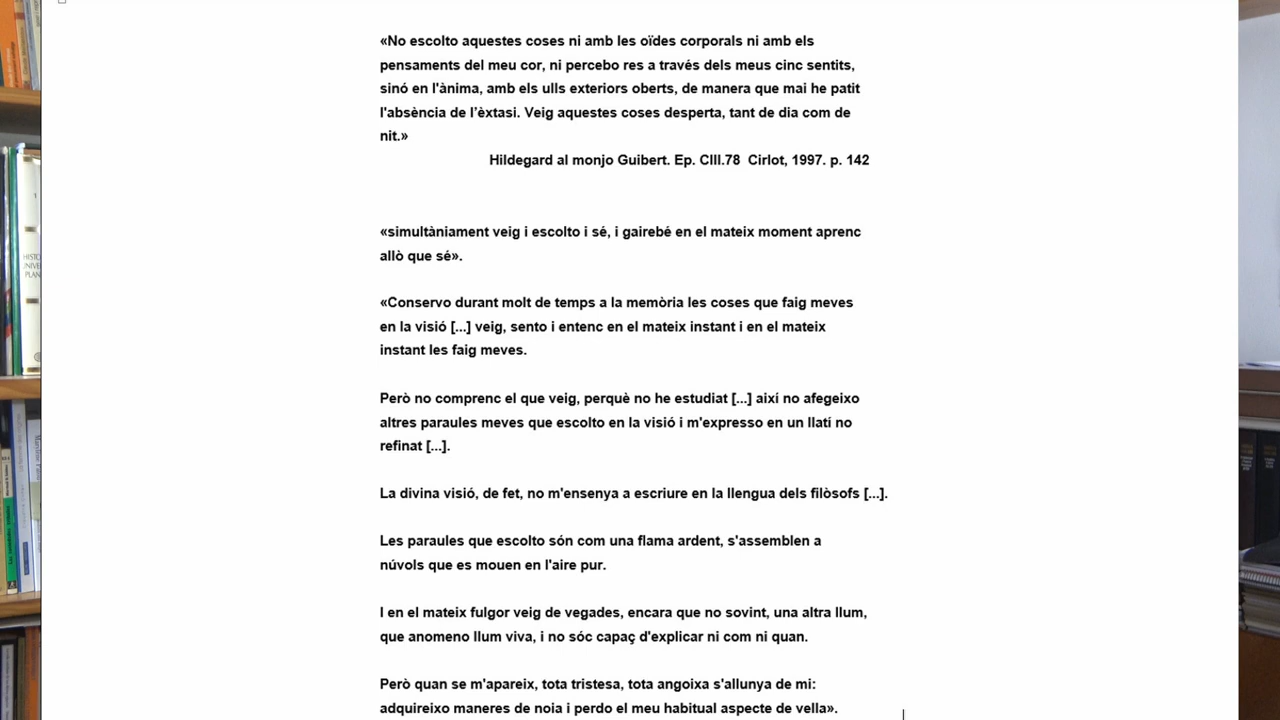 «No escolto aquestes coses ni amb les oïdes corporals ni amb els
pensaments del meu cor, ni percebo res a través dels meus cinc sentits,
sinó en l'ànima, amb els ulls exteriors oberts, de manera que mai he patit
l'absència de l'èxtasi. Veig aquestes coses desperta, tant de dia com de
nit.»
Hildegard al monjo Guibert. Ep. CIII.78  Cirlot, 1997. p. 142
«simultàniament veig i escolto i sé, i gairebé en el mateix moment aprenc
allò que sé».
«Conservo durant molt de temps a la memòria les coses que faig meves
en la visió [...] veig, sento i entenc en el mateix instant i en el mateix
instant les faig meves.
Però no comprenc el que veig, perquè no he estudiat [...] així no afegeixo
altres paraules meves que escolto en la visió i m'expresso en un llatí no
refinat [...].
La divina visió, de fet, no m'ensenya a escriure en la llengua dels filòsofs [...].
Les paraules que escolto són com una flama ardent, s'assemblen a
núvols que es mouen en l'aire pur.
I en el mateix fulgor veig de vegades, encara que no sovint, una altra llum,
que anomeno llum viva, i no sóc capaç d'explicar ni com ni quan.
Però quan se m'apareix, tota tristesa, tota angoixa s'allunya de mi:
adquireixo maneres de noia i perdo el meu habitual aspecte de vella».